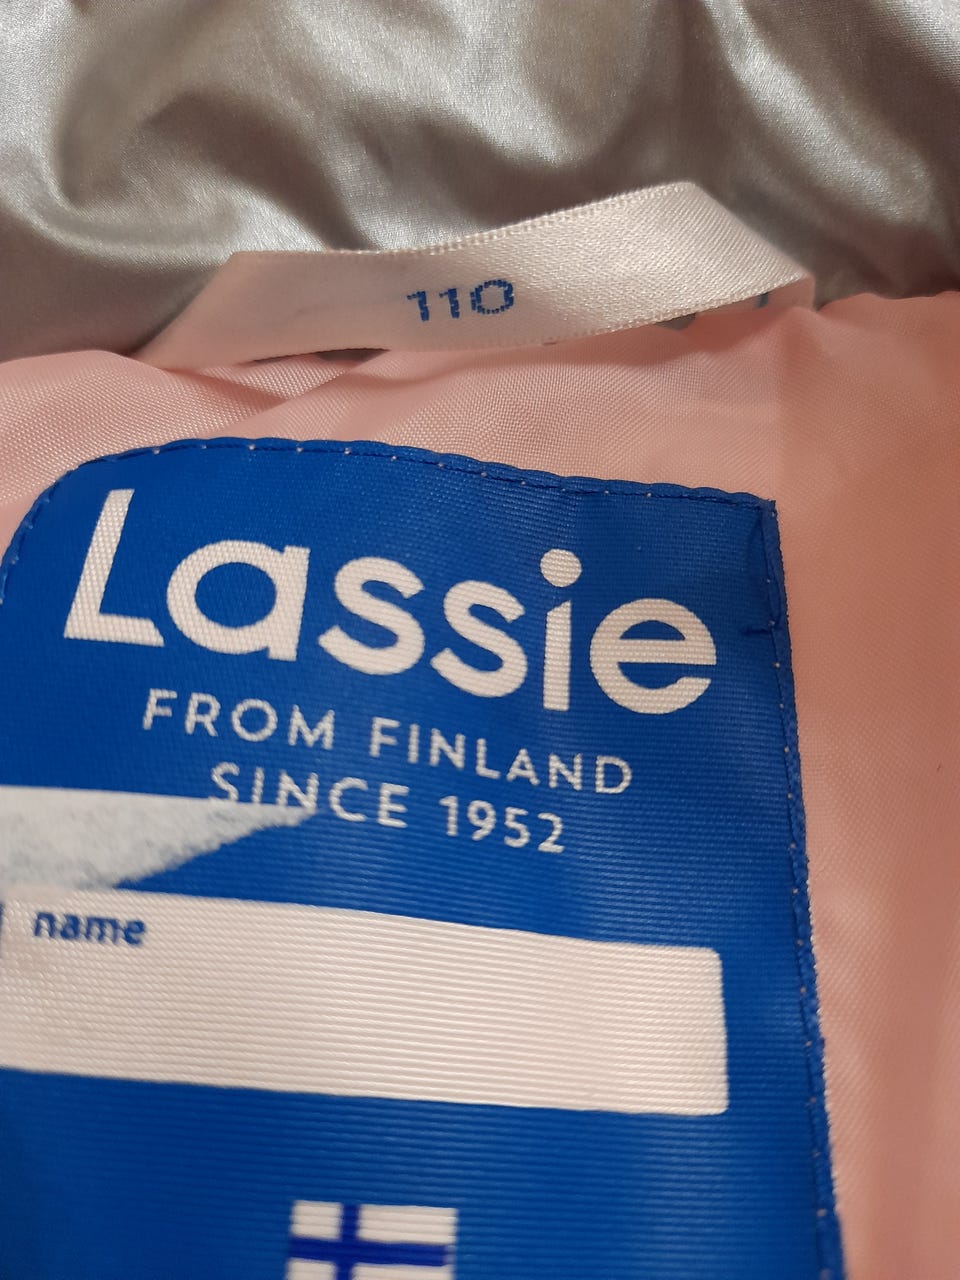 110
Lassie
FROM FINLAND
SINCE 1952
name